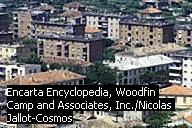 Encarta Encyclopedia, Woodfin
Camp and Associates, Inc./Nicolas
Jallot-Cosmos